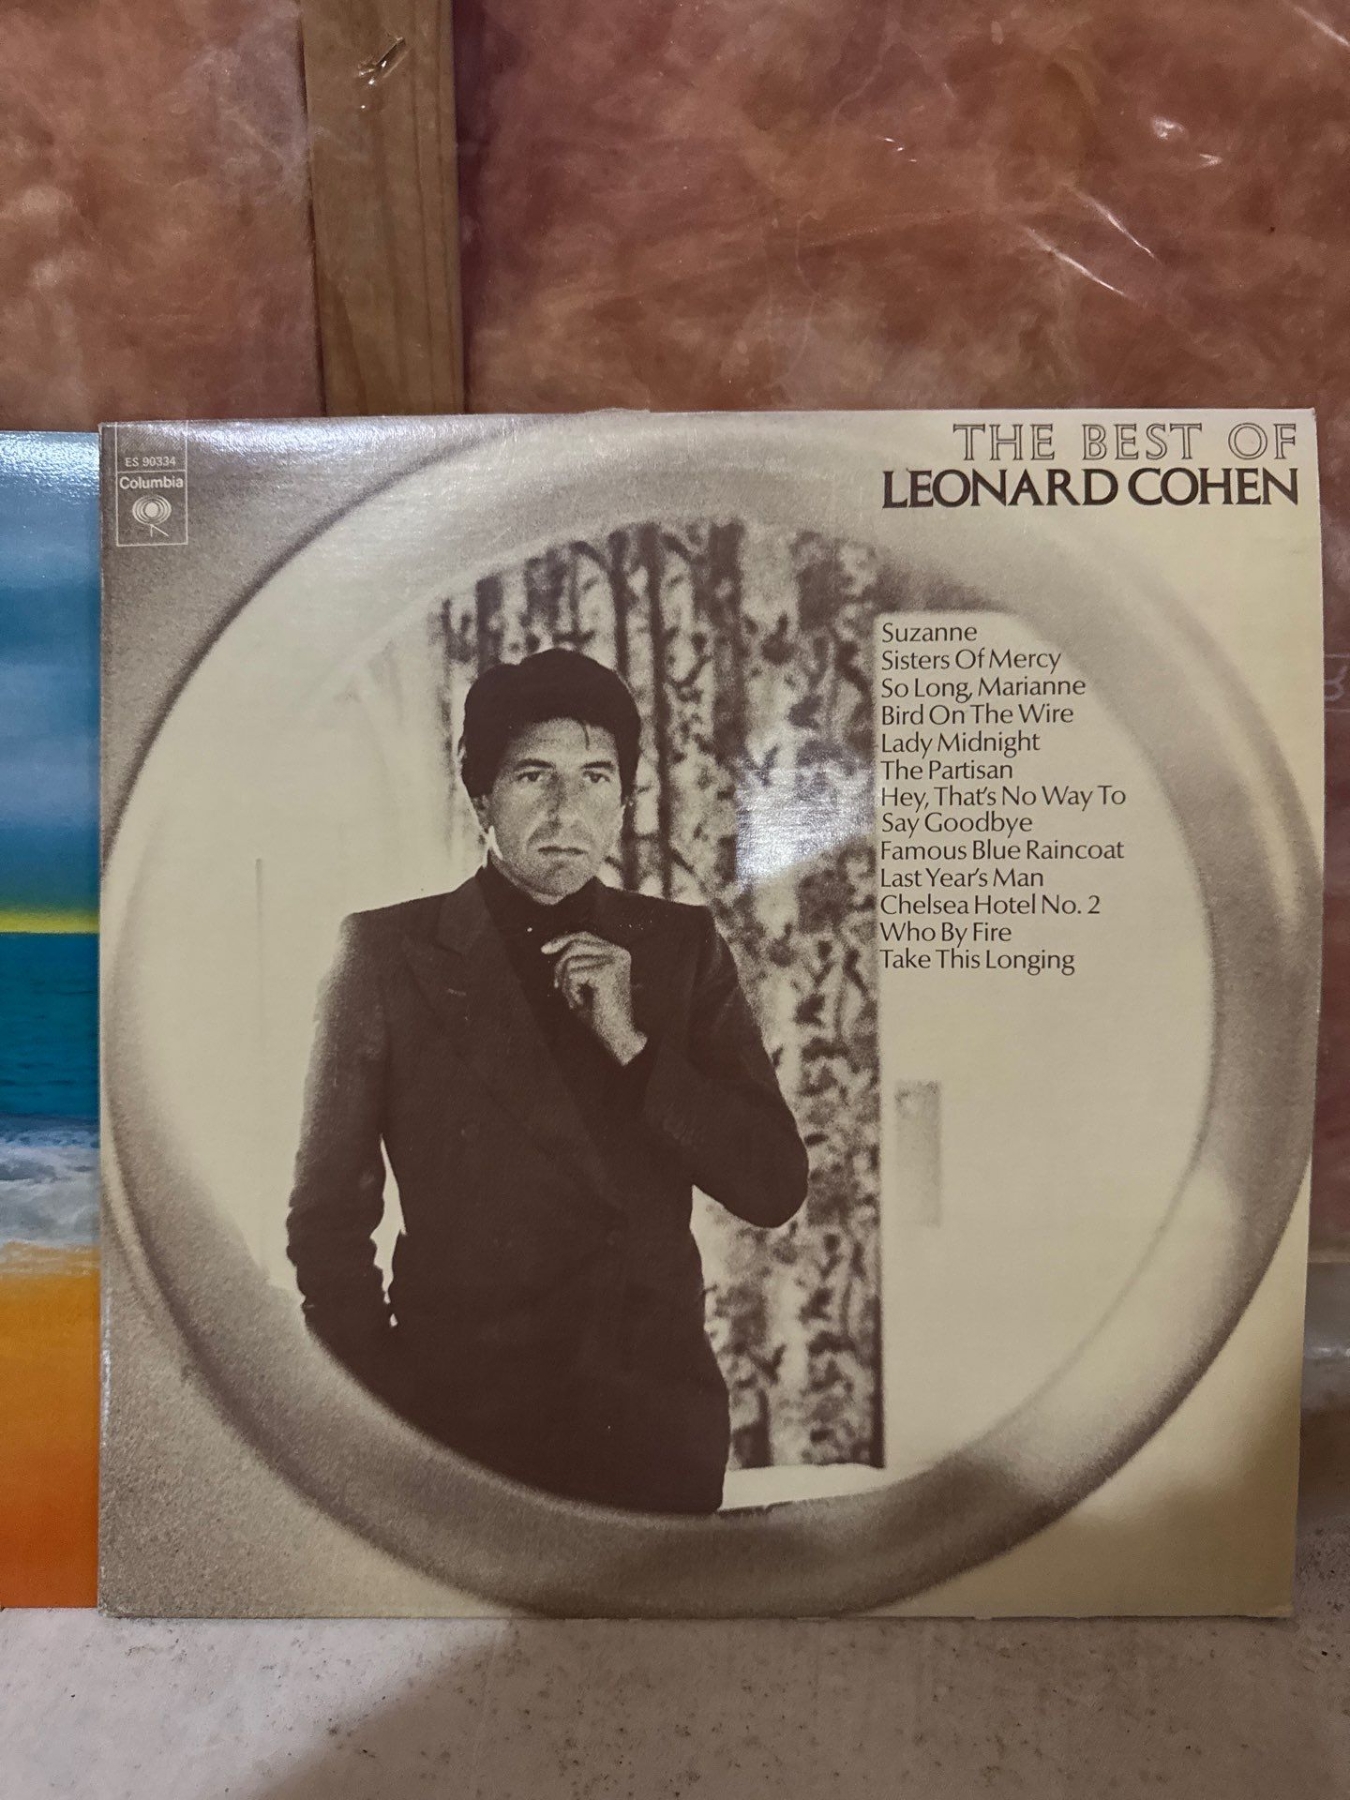 ES 90334
Columbia
THE BEST OF
LEONARD COHEN
Suzanne
Sisters Of Mercy
So Long, Marianne
Bird On The Wire
Lady Midnight
The Partisan
Hey, That's No Way To
Say Goodbye
Famous Blue Raincoat
Last Year's Man
Chelsea Hotel No. 2
Who By Fire
Take This Longing